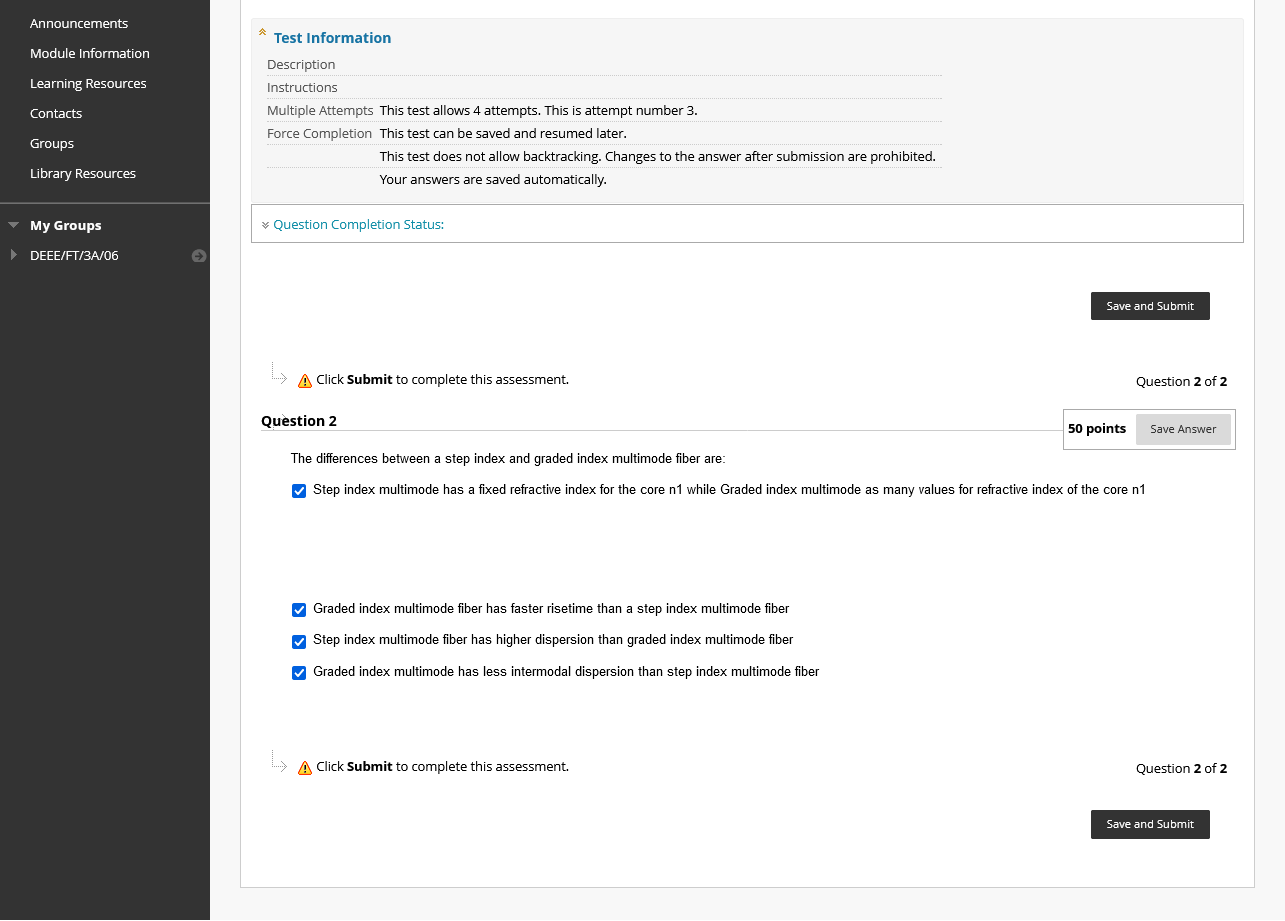 Announcements
Module Information
Learning Resources
Contacts
Groups
Library Resources
My Groups
DEEE/FT/3A/06
Test Information
Description
Instructions
Multiple Attempts This test allows 4 attempts. This is attempt number 3.
Force Completion This test can be saved and resumed later.
This test does not allow backtracking. Changes to the answer after submission are prohibited.
Your answers are saved automatically.
Question Completion Status:
Save and Submit
Click Submit to complete this assessment.
Question 2 of 2
Question 2
50 points
Save Answer
The differences between a step index and graded index multimode fiber are:
Step index multimode has a fixed refractive index for the core n1 while Graded index multimode as many values for refractive index of the core n1
Graded index multimode fiber has faster risetime than a step index multimode fiber
Step index multimode fiber has higher dispersion than graded index multimode fiber
Graded index multimode has less intermodal dispersion than step index multimode fiber
Click Submit to complete this assessment.
Question 2 of 2
Save and Submit